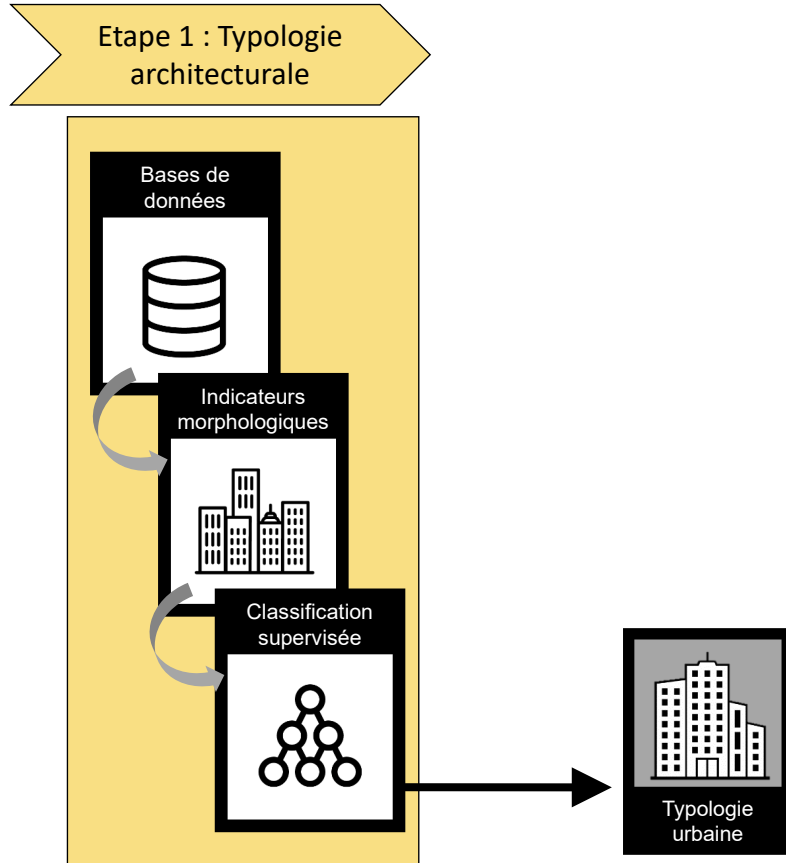 Etape 1 : Typologie
architecturale
Bases de
données
Indicateurs
morphologiques
Classification
supervisée
Typologie
urbaine